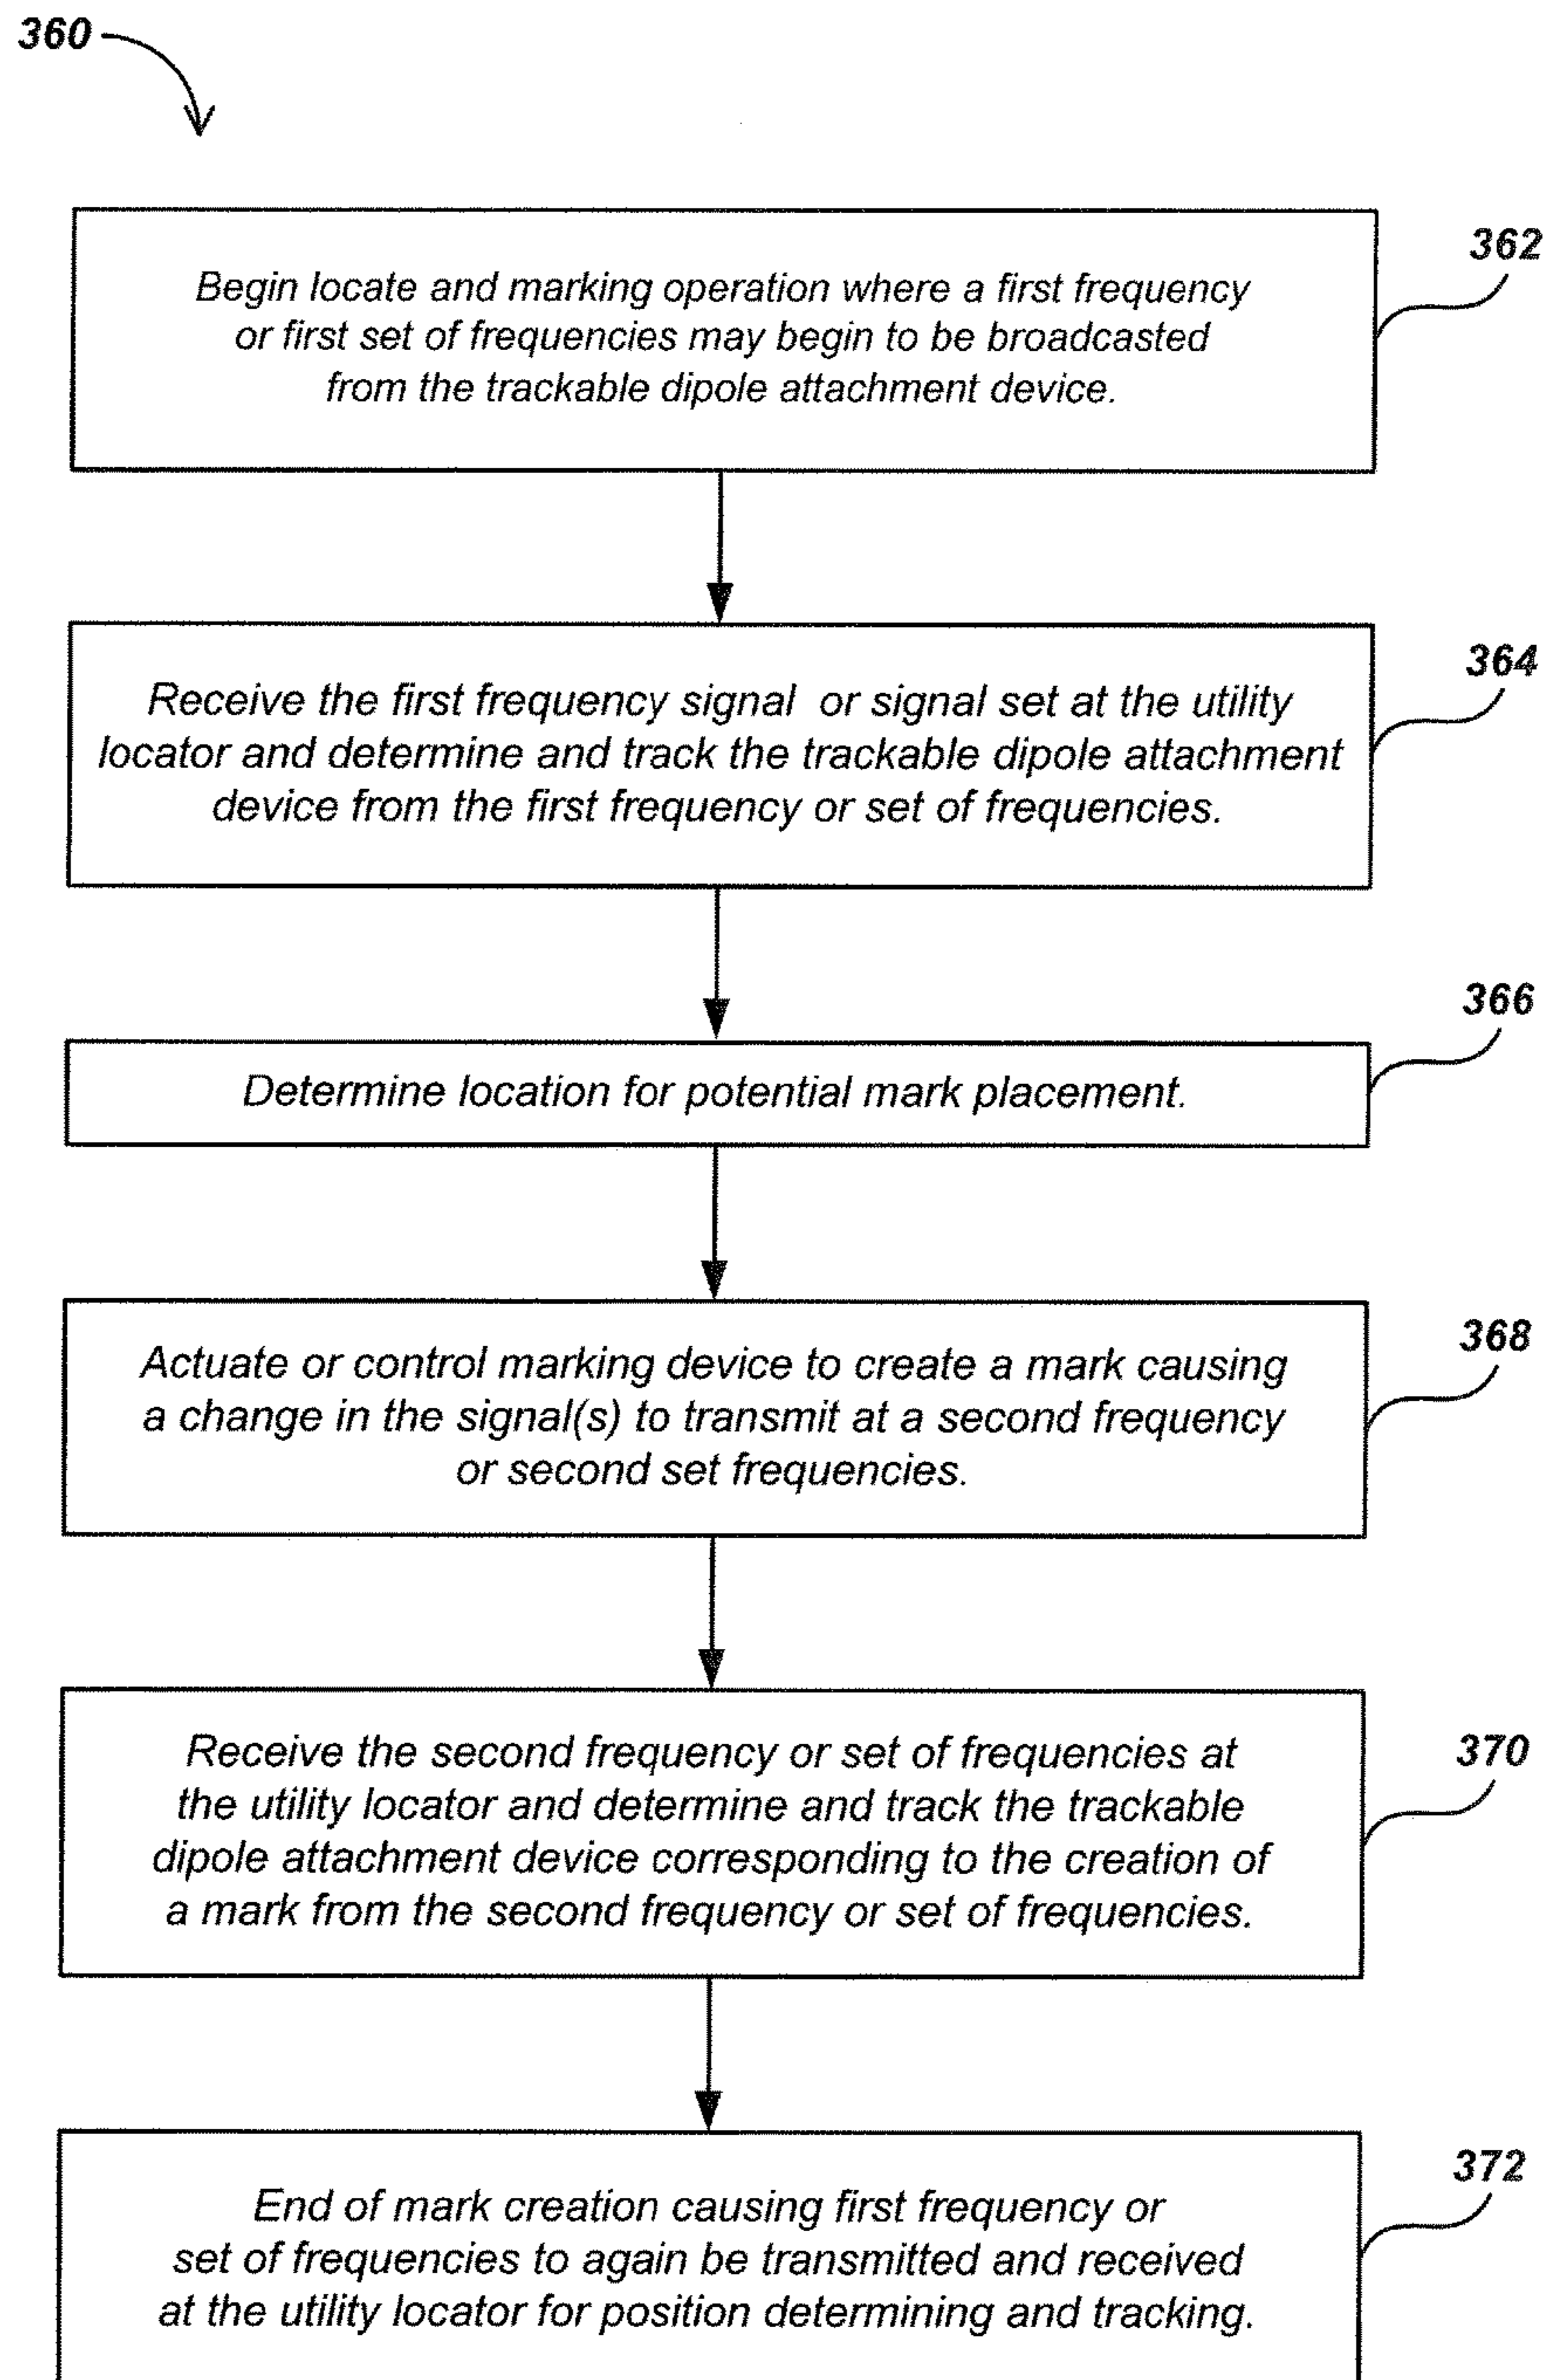 360
362
Begin locate and marking operation where a first frequency
or first set of frequencies may begin to be broadcasted
from the trackable dipole attachment device.
364
Receive the first frequency signal or signal set at the utility
locator and determine and track the trackable dipole attachment
device from the first frequency or set of frequencies.
366
Determine location for potential mark placement.
368
Actuate or control marking device to create a mark causing
a change in the signal(s) to transmit at a second frequency
or second set frequencies.
370
Receive the second frequency or set of frequencies at
the utility locator and determine and track the trackable
dipole attachment device corresponding to the creation of
a mark from the second frequency or set of frequencies.
372
End of mark creation causing first frequency or
set of frequencies to again be transmitted and received
at the utility locator for position determining and tracking.